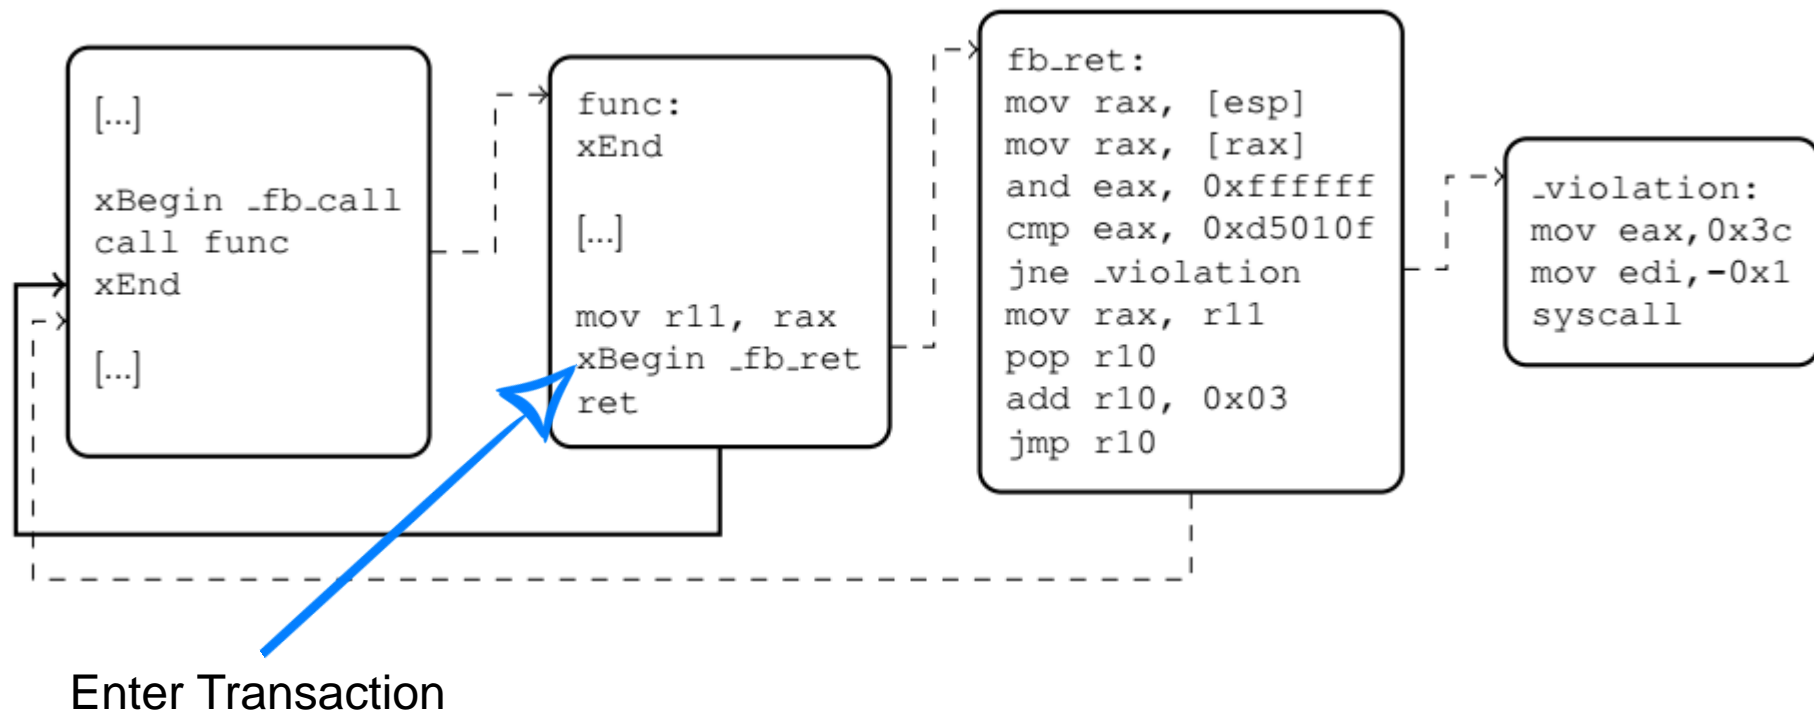 [...]
xBegin _fb_call
call func
xEnd
[...]
func:
xEnd
[...]
mov r11, rax
xBegin _fb_ret
ret
fb_ret:
mov rax, [esp]
mov rax, [rax]
and eax, 0xffffff
cmp eax, 0xd5010f
jne _violation
mov rax, r11
pop r10
add r10, 0x03
jmp r10
_violation:
mov eax,0x3c
mov edi,-0x1
syscall
Enter Transaction